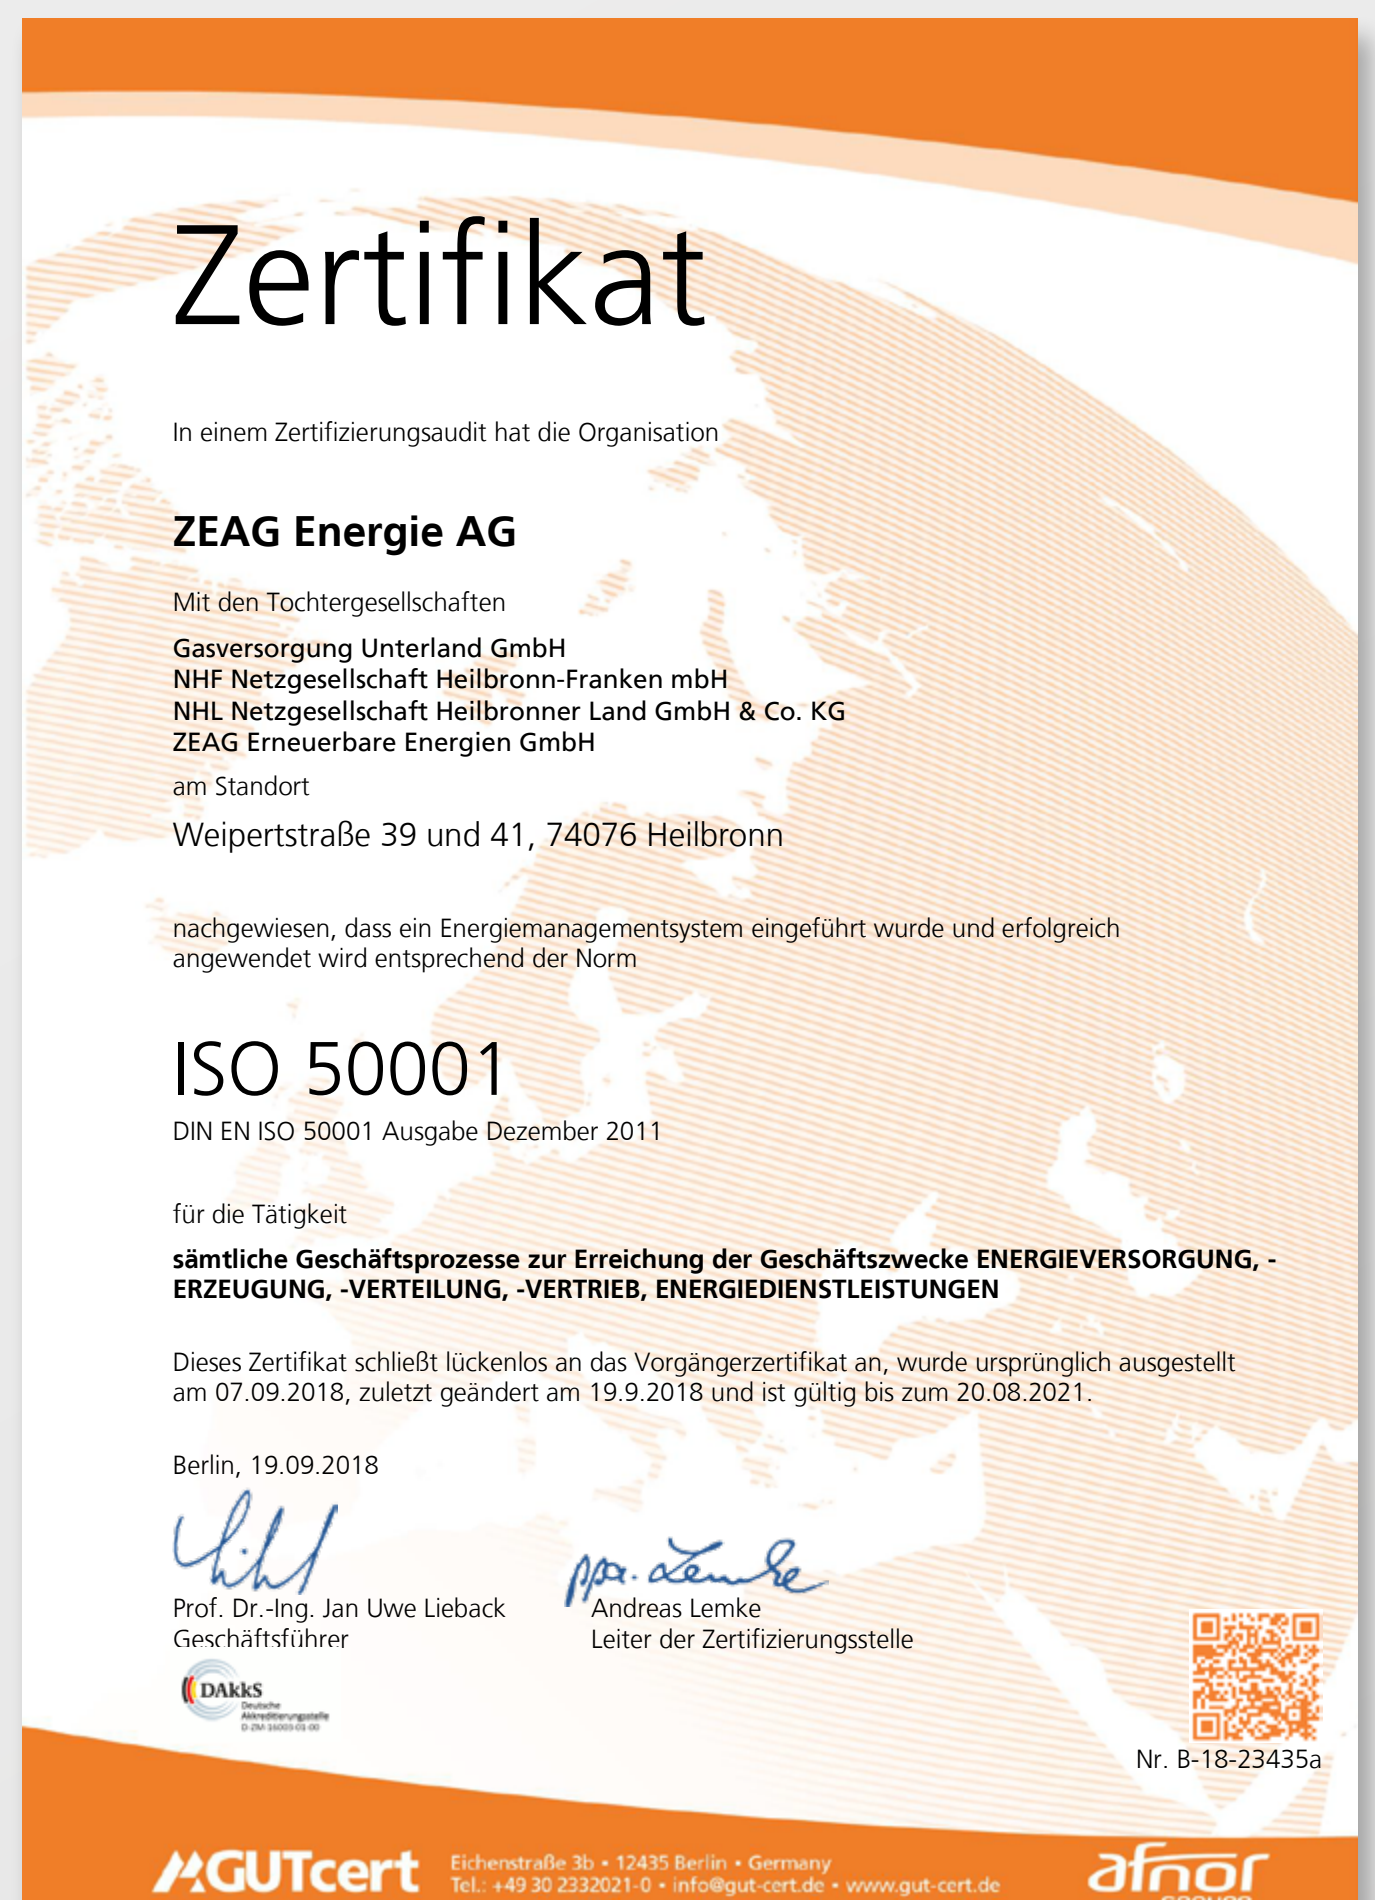 Zertifikat
In einem Zertifizierungsaudit hat die Organisation
ZEAG Energie AG
Mit den Tochtergesellschaften
Gasversorgung Unterland GmbH
NHF Netzgesellschaft Heilbronn-Franken mbH
NHL Netzgesellschaft Heilbronner Land GmbH & Co. KG
ZEAG Erneuerbare Energien GmbH
am Standort
Weipertstraße 39 und 41, 74076 Heilbronn
nachgewiesen, dass ein Energiemanagementsystem eingeführt wurde und erfolgreich
angewendet wird entsprechend der Norm
ISO 50001
DIN EN ISO 50001 Ausgabe Dezember 2011
für die Tätigkeit
sämtliche Geschäftsprozesse zur Erreichung der Geschäftszwecke ENERGIEVERSORGUNG, -
ERZEUGUNG, -VERTEILUNG, -VERTRIEB, ENERGIEDIENSTLEISTUNGEN
Dieses Zertifikat schließt lückenlos an das Vorgängerzertifikat an, wurde ursprünglich ausgestellt
am 07.09.2018, zuletzt geändert am 19.9.2018 und ist gültig bis zum 20.08.2021.
Berlin, 19.09.2018
ppa. Lemke
Prof. Dr.-Ing. Jan Uwe Lieback
Geschäftsführer
Andreas Lemke
Leiter der Zertifizierungsstelle
DAkkS
Deutsche
Akkreditierungsstelle
D-ZM-16003-01-00
Nr. B-18-23435a
GUTcert
Eichenstraße 3b • 12435 Berlin • Germany
Tel.: +49 30 2332021-0 • info@gut-cert.de • www.gut-cert.de
afnor